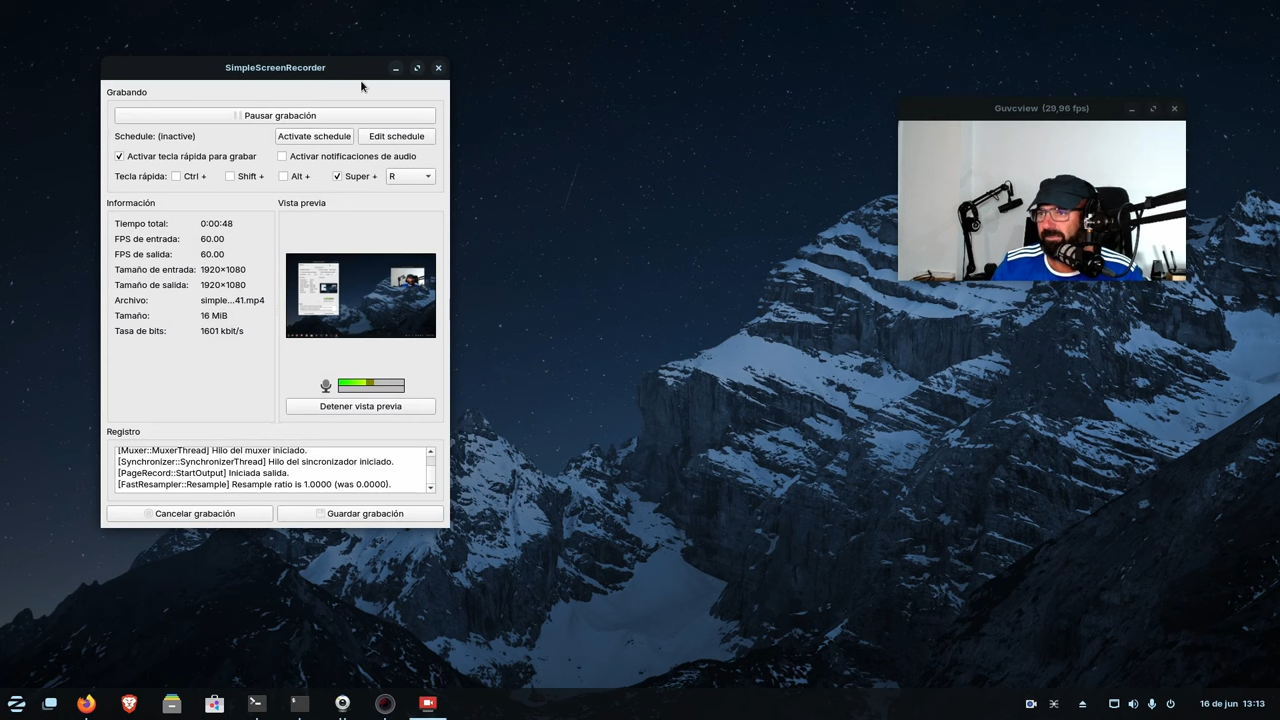 SimpleScreenRecorder
Grabando
Pausar grabación
Schedule: (inactive)
Activate schedule
Edit schedule
Activar tecla rápida para grabar
Activar notificaciones de audio
Tecla rápida:
Ctrl +
Shift +
Alt +
Super +
R
Información
Tiempo total: 0:00:48
FPS de entrada: 60.00
FPS de salida: 60.00
Tamaño de entrada: 1920×1080
Tamaño de salida: 1920×1080
Archivo: simple...41.mp4
Tamaño: 16 MiB
Tasa de bits: 1601 kbit/s
Vista previa
Detener vista previa
Registro
[Muxer::MuxerThread] Hilo del muxer iniciado.
[Synchronizer::SynchronizerThread] Hilo del sincronizador iniciado.
[PageRecord::StartOutput] Iniciada salida.
[FastResampler::Resample] Resample ratio is 1.0000 (was 0.0000).
Cancelar grabación
Guardar grabación
Guvcview (29,96 fps)
16 de jun 13:13